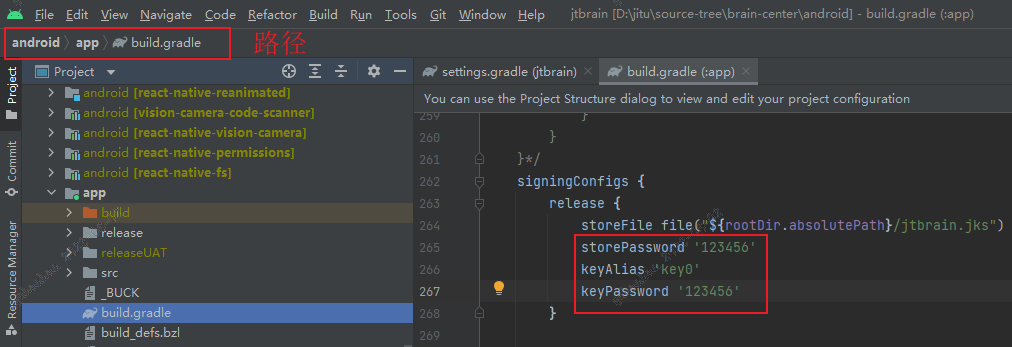 File Edit View Navigate Code Refactor Build Run Tools Git Window Help jtbrain [D:\jitu\source-tree\brain-center\android] - build.gradle (:app)
android app build.gradle 路径
Project
settings.gradle (jtbrain) build.gradle (:app)
You can use the Project Structure dialog to view and edit your project configuration
Project
Commit
Resource Manager
android [react-native-reanimated]
android [vision-camera-code-scanner]
android [react-native-vision-camera]
android [react-native-permissions]
android [react-native-fs]
app
build
release
releaseUAT
src
_BUCK
build.gradle
build_defs.bzl
259 }
260 }
261 }*/
262 signingConfigs {
263 release {
264 storeFile file("${rootDir.absolutePath}/jtbrain.jks")
265 storePassword '123456'
266 keyAlias 'key0'
267 keyPassword '123456'
268 }